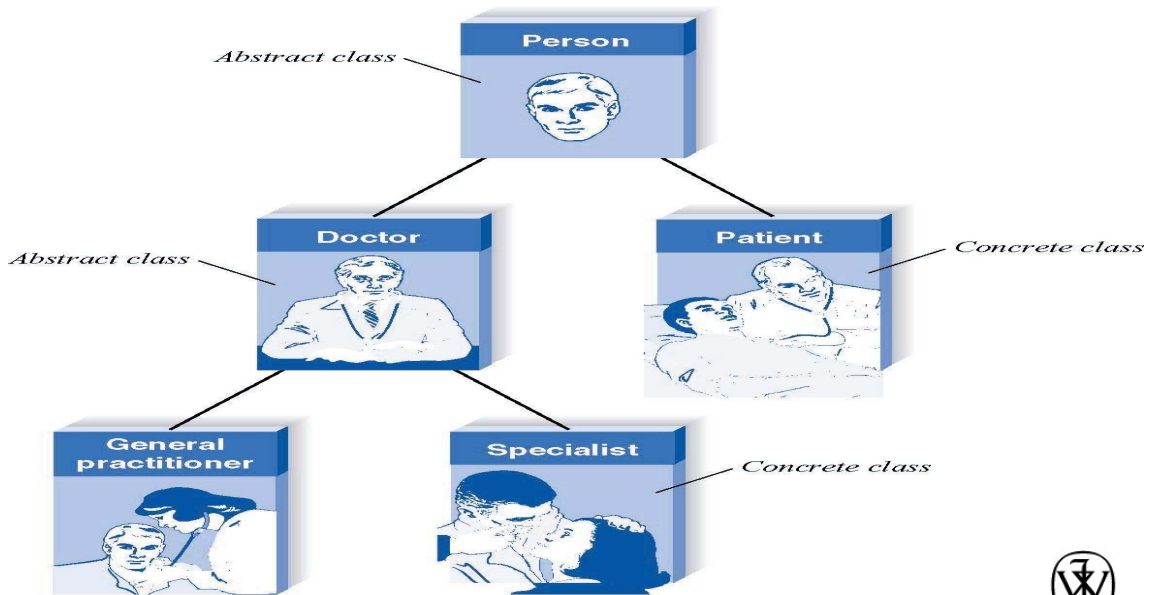 Person
Abstract class
Doctor
Patient
Abstract class
Concrete class
General
practitioner
Specialist
Concrete class